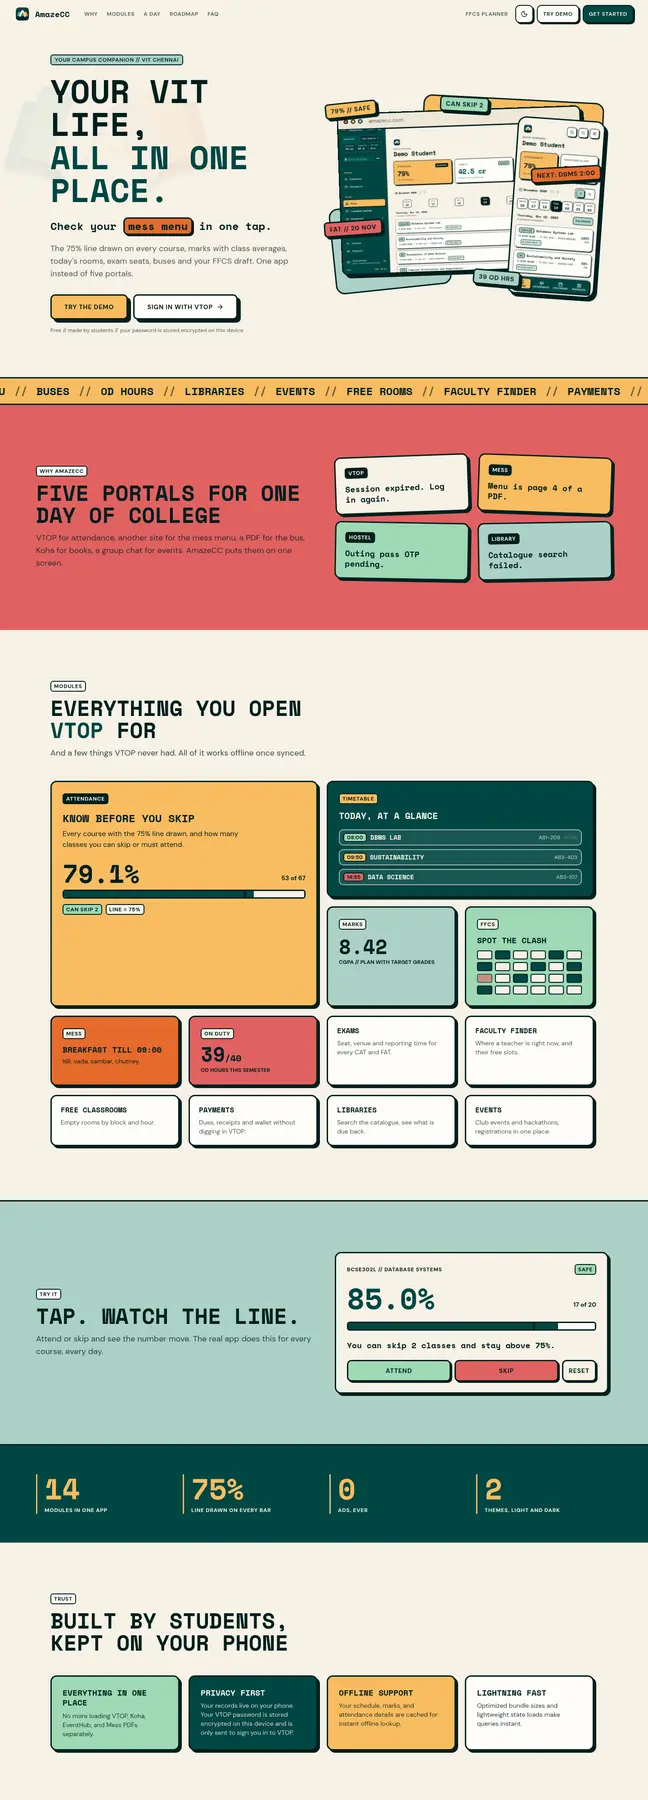 AmazeCC
WHY MODULES A DAY ROADMAP FAQ
FFCS PLANNER
TRY DEMO
GET STARTED
YOUR CAMPUS COMPANION // VIT CHENNAI
YOUR VIT
LIFE,
ALL IN ONE
PLACE.
Check your mess menu in one tap.
The 75% line drawn on every course, marks with class averages,
today's rooms, exam seats, buses and your FFCS draft. One app
instead of five portals.
TRY THE DEMO
SIGN IN WITH VTOP →
Free // made by students // your password is stored encrypted on this device
79% // SAFE
CAN SKIP 2
amazecc.com
Demo Student
79%
42.5 cr
Demo Student
79%
NEXT: DBMS 2:00
FAT // 20 NOV
39 OD HRS
// BUSES // OD HOURS // LIBRARIES // EVENTS // FREE ROOMS // FACULTY FINDER // PAYMENTS //
WHY AMAZECC
FIVE PORTALS FOR ONE
DAY OF COLLEGE
VTOP for attendance, another site for the mess menu, a PDF for the bus,
Koha for books, a group chat for events. AmazeCC puts them on one
screen.
VTOP
Session expired. Log
in again.
MESS
Menu is page 4 of a
PDF.
HOSTEL
Outing pass OTP
pending.
LIBRARY
Catalogue search
failed.
MODULES
EVERYTHING YOU OPEN
VTOP FOR
And a few things VTOP never had. All of it works offline once synced.
ATTENDANCE
KNOW BEFORE YOU SKIP
Every course with the 75% line drawn, and how many
classes you can skip or must attend.
79.1%
53 of 67
CAN SKIP 2
LINE = 75%
TIMETABLE
TODAY, AT A GLANCE
08:00 DBMS LAB
09:50 SUSTAINABILITY AB3-403
14:00 DATA SCIENCE AB3-107
MARKS
8.42
CGPA // PLAN WITH TARGET GRADES
FFCS
SPOT THE CLASH
MESS
BREAKFAST TILL 09:00
Idli, vada, sambar, chutney.
ON DUTY
39/40
OD HOURS THIS SEMESTER
EXAMS
Seat, venue and reporting time for
every CAT and FAT.
FACULTY FINDER
Where a teacher is right now, and
their free slots.
FREE CLASSROOMS
Empty rooms by block and hour.
PAYMENTS
Dues, receipts and wallet without
digging in VTOP.
LIBRARIES
Search the catalogue, see what is
due back.
EVENTS
Club events and hackathons,
registrations in one place.
TRY IT
TAP. WATCH THE LINE.
Attend or skip and see the number move. The real app does this for every
course, every day.
BCSE302L // DATABASE SYSTEMS
SAFE
85.0%
17 of 20
You can skip 2 classes and stay above 75%.
ATTEND
SKIP
RESET
14
MODULES IN ONE APP
75%
LINE DRAWN ON EVERY BAR
0
ADS, EVER
2
THEMES, LIGHT AND DARK
TRUST
BUILT BY STUDENTS,
KEPT ON YOUR PHONE
EVERYTHING IN ONE
PLACE
No more loading VTOP, Koha,
EventHub, and Mess PDFs
separately.
PRIVACY FIRST
Your records live on your phone.
Your VTOP password is stored
encrypted on this device and is
only sent to sign you in to VTOP.
OFFLINE SUPPORT
Your schedule, marks, and
attendance details are cached for
instant offline lookup.
LIGHTNING FAST
Optimized bundle sizes and
lightweight state loads make
queries instant.